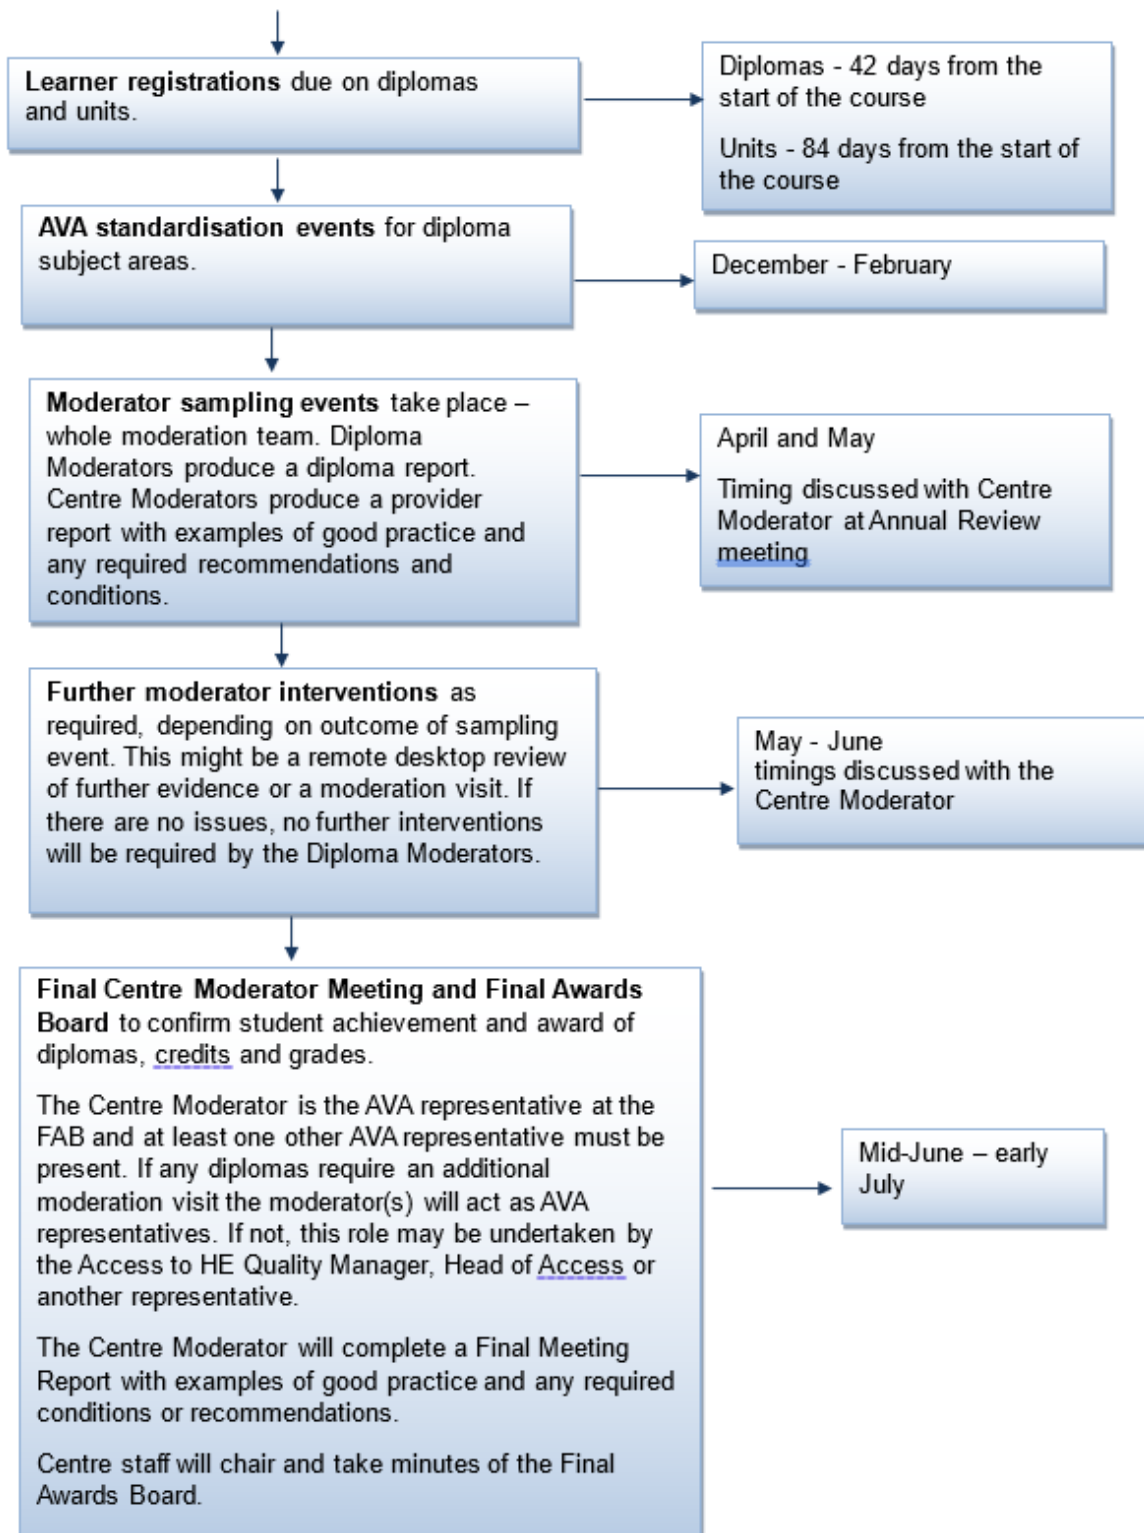 Learner registrations due on diplomas
and units.
Diplomas - 42 days from the
start of the course
Units - 84 days from the start of
the course
AVA standardisation events for diploma
subject areas.
December - February
Moderator sampling events take place –
whole moderation team. Diploma
Moderators produce a diploma report.
Centre Moderators produce a provider
report with examples of good practice and
any required recommendations and
conditions.
April and May
Timing discussed with Centre
Moderator at Annual Review
meeting
Further moderator interventions as
required, depending on outcome of sampling
event. This might be a remote desktop review
of further evidence or a moderation visit. If
there are no issues, no further interventions
will be required by the Diploma Moderators.
May - June
timings discussed with the
Centre Moderator
Final Centre Moderator Meeting and Final Awards
Board to confirm student achievement and award of
diplomas, credits and grades.
The Centre Moderator is the AVA representative at the
FAB and at least one other AVA representative must be
present. If any diplomas require an additional
moderation visit the moderator(s) will act as AVA
representatives. If not, this role may be undertaken by
the Access to HE Quality Manager, Head of Access or
another representative.
The Centre Moderator will complete a Final Meeting
Report with examples of good practice and any required
conditions or recommendations.
Centre staff will chair and take minutes of the Final
Awards Board.
Mid-June – early
July